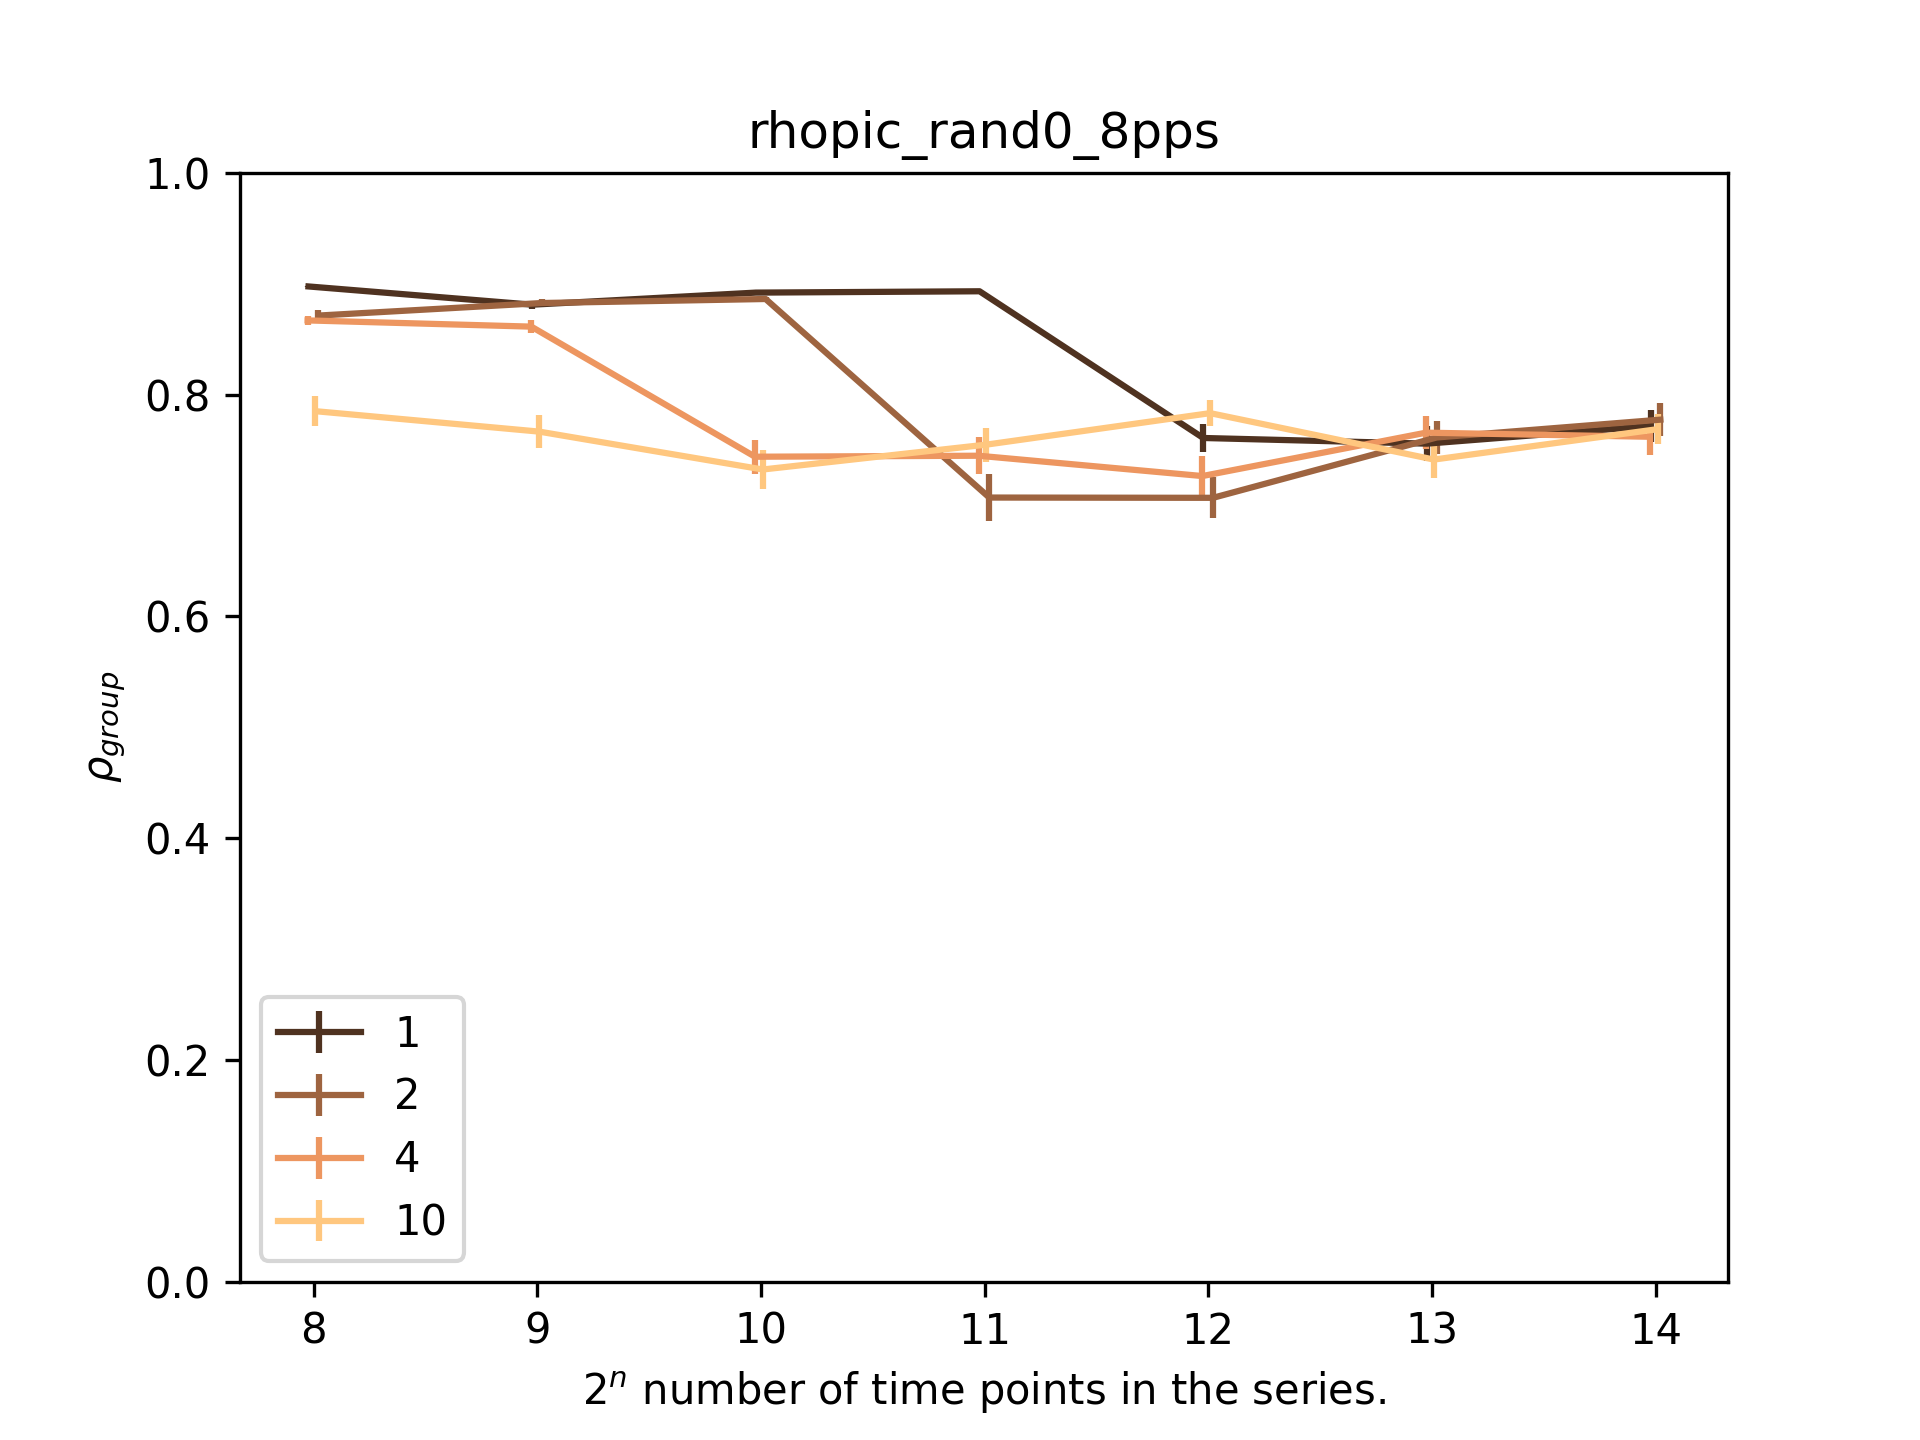 rhopic_rand0_8pps
1.0
0.8
0.6
0.4
0.2
0.0
ρgroup
1
2
4
10
8 9 10 11 12 13 14
2ⁿ number of time points in the series.